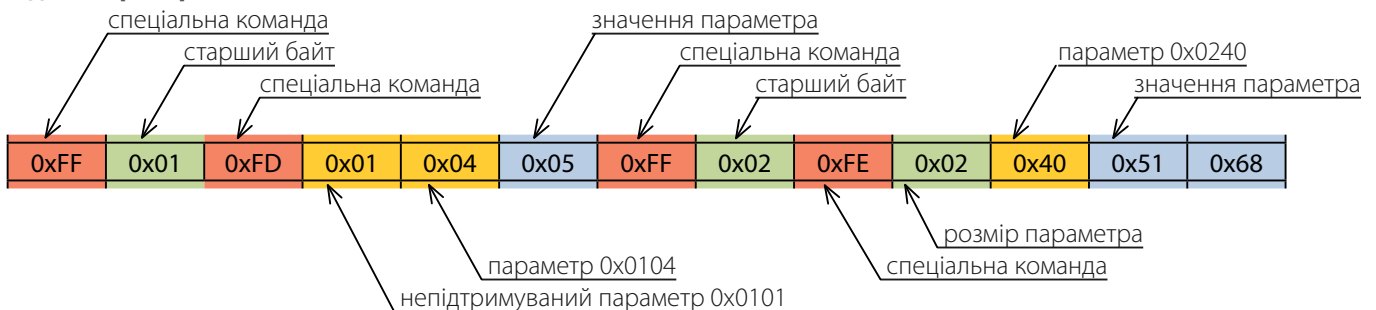 спеціальна команда значення параметра
старший байт спеціальна команда параметр 0x0240
спеціальна команда старший байт значення параметра
0xFF 0x01 0xFD 0x01 0x04 0x05 0xFF 0x02 0xFE 0x02 0x40 0x51 0x68
розмір параметра
параметр 0x0104 спеціальна команда
непідтримуваний параметр 0x0101